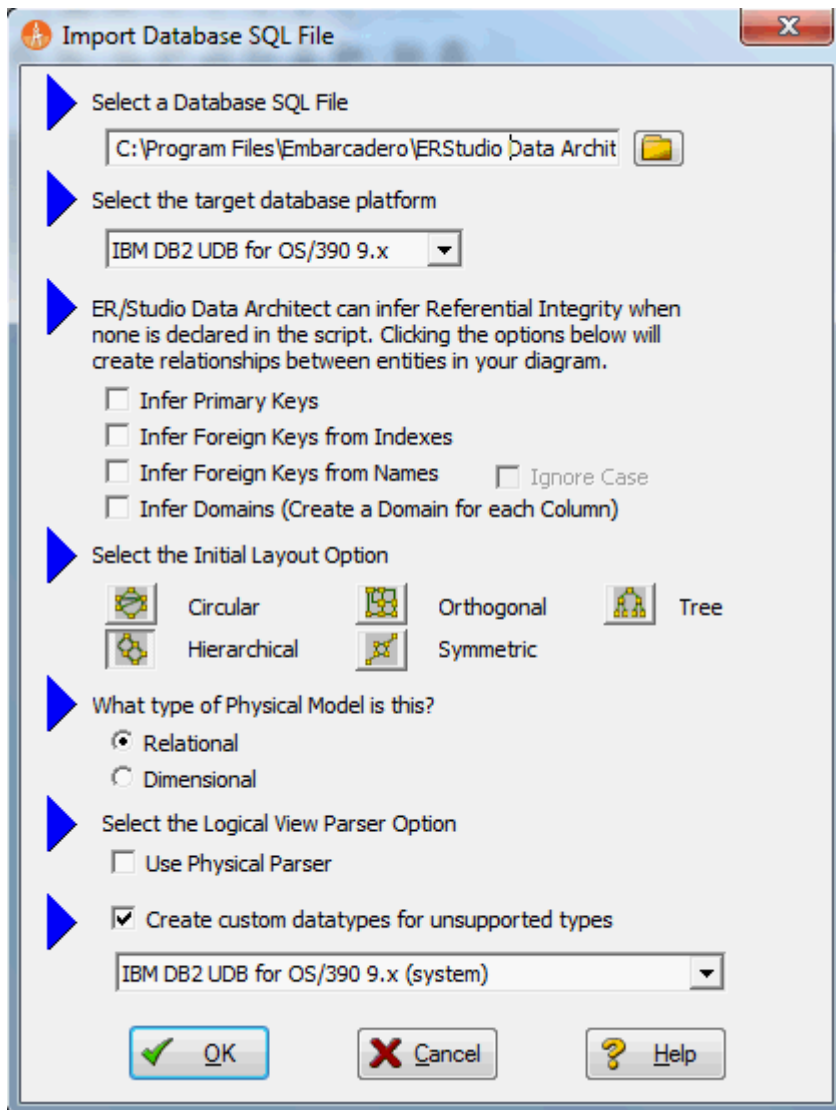 Import Database SQL File
Select a Database SQL File
C:\Program Files\Embarcadero\ERStudio Data Archit
Select the target database platform
IBM DB2 UDB for OS/390 9.x
ER/Studio Data Architect can infer Referential Integrity when
none is declared in the script. Clicking the options below will
create relationships between entities in your diagram.
Infer Primary Keys
Infer Foreign Keys from Indexes
Infer Foreign Keys from Names Ignore Case
Infer Domains (Create a Domain for each Column)
Select the Initial Layout Option
Circular Orthogonal Tree
Hierarchical Symmetric
What type of Physical Model is this?
Relational
Dimensional
Select the Logical View Parser Option
Use Physical Parser
Create custom datatypes for unsupported types
IBM DB2 UDB for OS/390 9.x (system)
OK Cancel Help